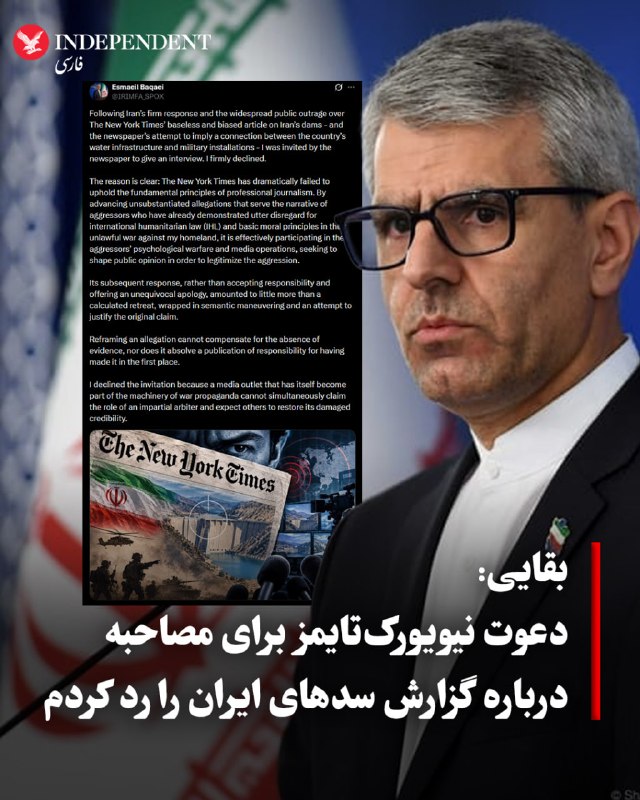 INDEPENDENT
فارسی
Esmaeil Baqaei
@IRIMFA_SPOX
Following Iran's firm response and the widespread public outrage over
The New York Times' baseless and biased article on Iran's dams - and
the newspaper's attempt to imply a connection between the country's
water infrastructure and military installations - I was invited by the
newspaper to give an interview. I firmly declined.
The reason is clear: The New York Times has dramatically failed to
uphold the fundamental principles of professional journalism. By
advancing unsubstantiated allegations that serve the narrative of
aggressors who have already demonstrated utter disregard for
international humanitarian law (IHL) and basic moral principles in the
unlawful war against my homeland, it is effectively participating in the
aggressors' psychological warfare and media operations, seeking to
shape public opinion in order to legitimize the aggression.
Its subsequent response, rather than accepting responsibility and
offering an unequivocal apology, amounted to little more than a
calculated retreat, wrapped in semantic maneuvering and an attempt to
justify the original claim.
Reframing an allegation cannot compensate for the absence of
evidence, nor does it absolve a publication of responsibility for having
made it in the first place.
I declined the invitation because a media outlet that has itself become
part of the machinery of war propaganda cannot simultaneously claim
the role of an impartial arbiter and expect others to restore its damaged
credibility.
The New York Times
بقایی:
دعوت نیویورک‌تایمز برای مصاحبه
درباره گزارش سدهای ایران را رد کردم
© Sh